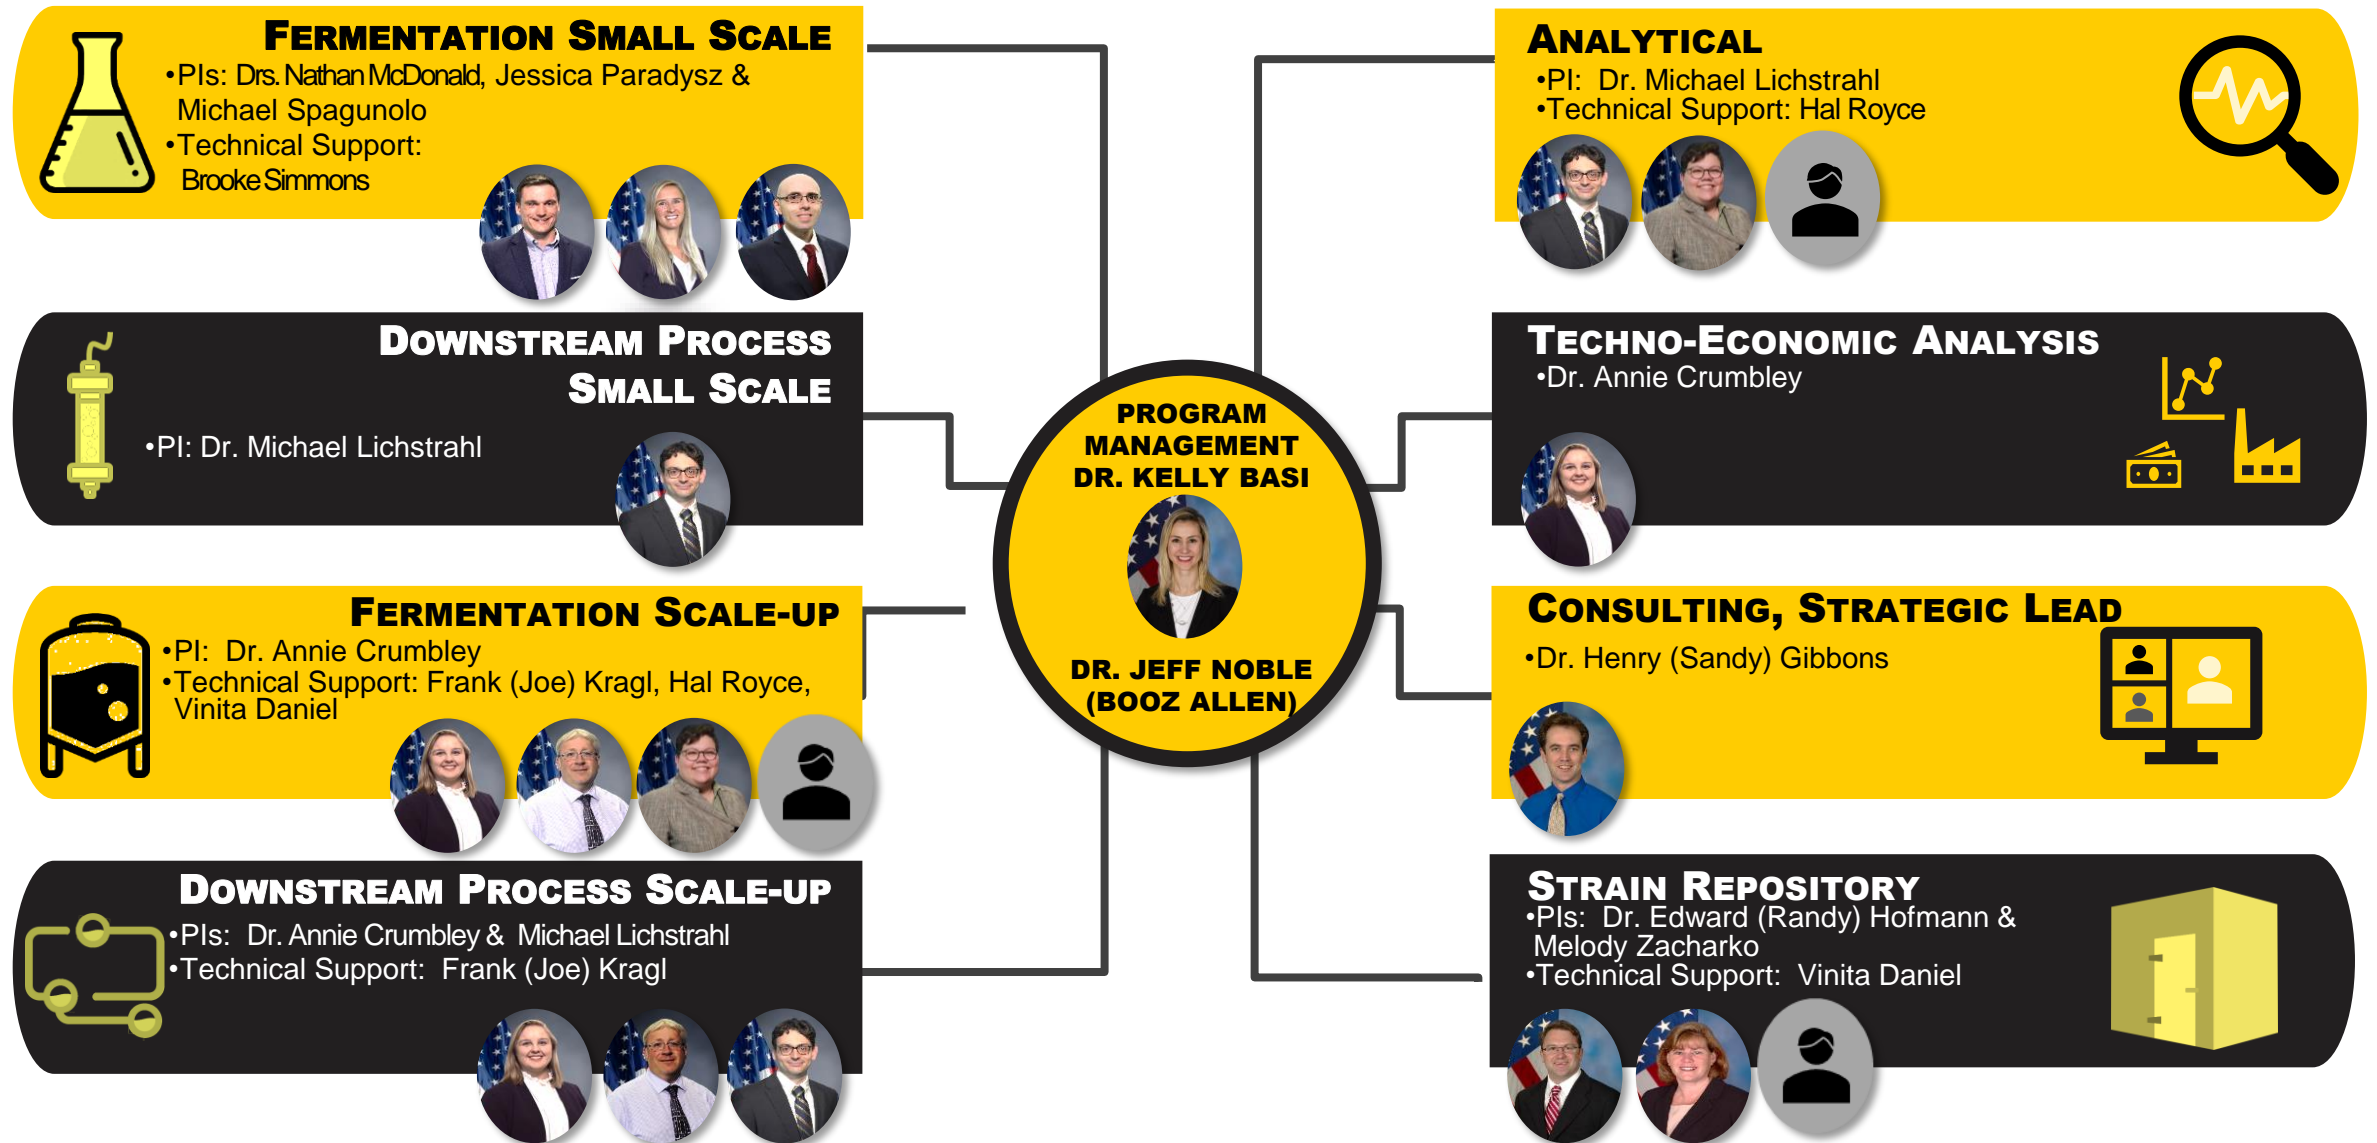 FERMENTATION SMALL SCALE
•PIs: Drs. Nathan McDonald, Jessica Paradysz &
Michael Spagunolo
•Technical Support:
Brooke Simmons
DOWNSTREAM PROCESS
SMALL SCALE
•PI: Dr. Michael Lichstrahl
FERMENTATION SCALE-UP
•PI: Dr. Annie Crumbley
•Technical Support: Frank (Joe) Kragl, Hal Royce,
Vinita Daniel
DOWNSTREAM PROCESS SCALE-UP
•PIs: Dr. Annie Crumbley & Michael Lichstrahl
•Technical Support: Frank (Joe) Kragl
PROGRAM
MANAGEMENT
DR. KELLY BASI
DR. JEFF NOBLE
(BOOZ ALLEN)
ANALYTICAL
•PI: Dr. Michael Lichstrahl
•Technical Support: Hal Royce
TECHNO-ECONOMIC ANALYSIS
•Dr. Annie Crumbley
CONSULTING, STRATEGIC LEAD
•Dr. Henry (Sandy) Gibbons
STRAIN REPOSITORY
•PIs: Dr. Edward (Randy) Hofmann &
Melody Zacharko
•Technical Support: Vinita Daniel